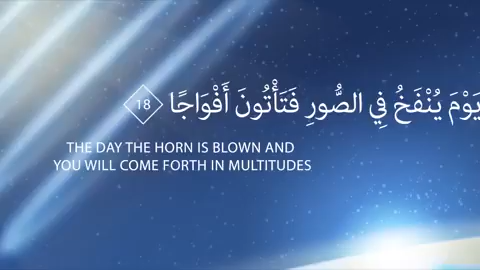 يَوْمَ يُنْفَخُ فِي الصُّورِ فَتَأْتُونَ أَفْوَاجًا 18
THE DAY THE HORN IS BLOWN AND
YOU WILL COME FORTH IN MULTITUDES